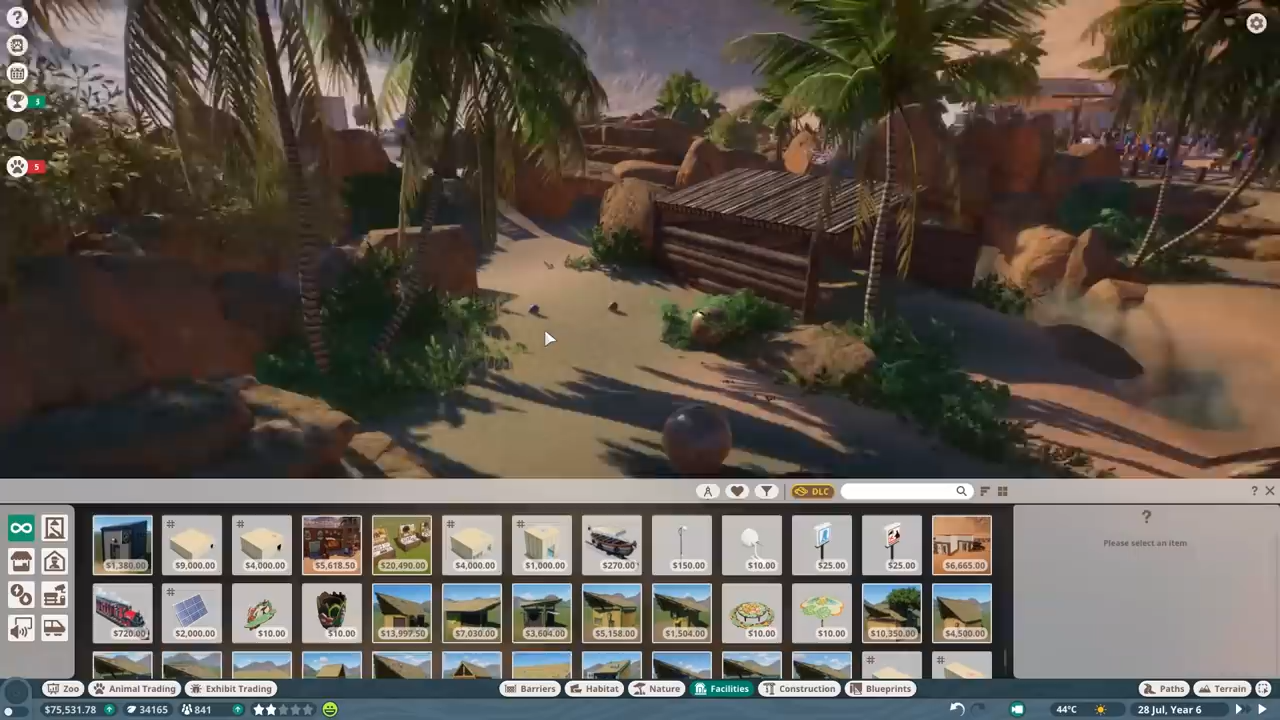 ?
3
5
DLC
?
$1,380.00
#
$9,000.00
#
$4,000.00
$5,618.50
$20,490.00
#
$4,000.00
#
$1,000.00
$270.00
$150.00
$10.00
$25.00
$25.00
$6,665.00
?
Please select an item
$720.00
#
$2,000.00
$10.00
$10.00
$13,997.50
$7,030.00
$3,604.00
$5,158.00
$1,504.00
$10.00
$10.00
$10,350.00
$4,500.00
#
#
Zoo
Animal Trading
Exhibit Trading
Barriers
Habitat
Nature
Facilities
Construction
Blueprints
Paths
Terrain
$75,531.78
34165
841
44°C
28 Jul, Year 6